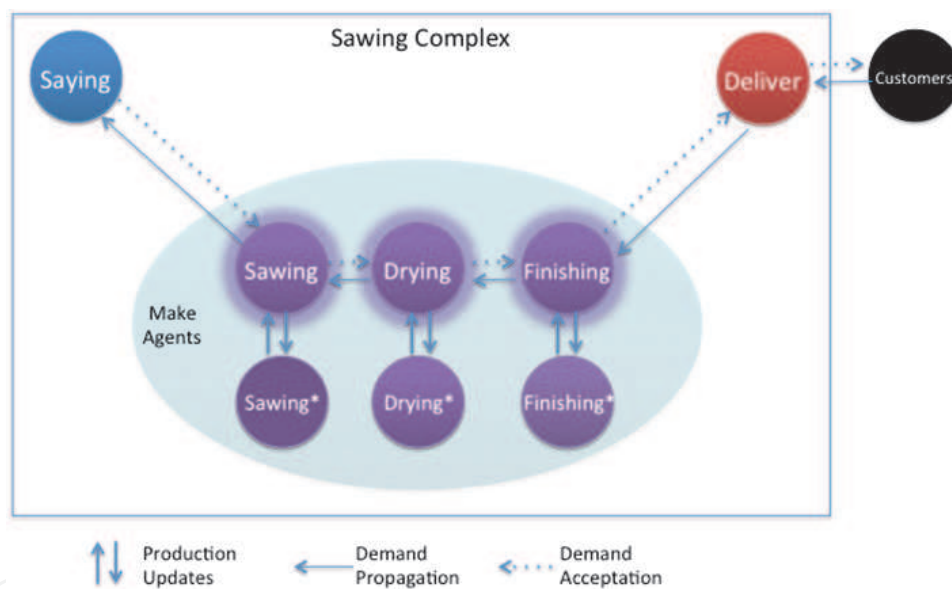 Sawing Complex
Saying
Deliver
Customers
Sawing
Drying
Finishing
Make
Agents
Sawing*
Drying*
Finishing*
Production
Updates
Demand
Propagation
Demand
Acceptation